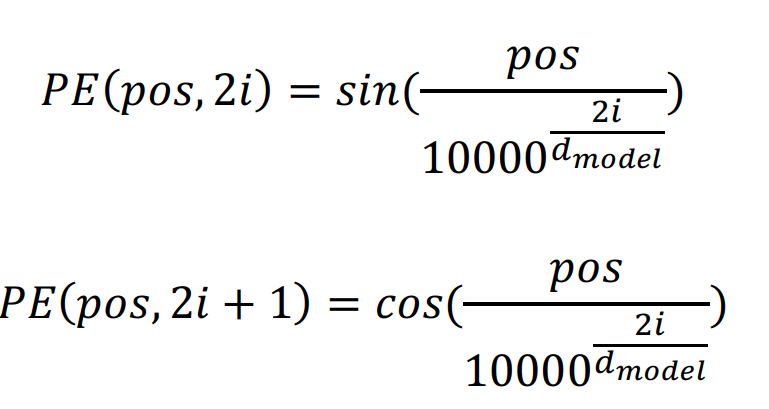 PE(pos, 2i) = sin(pos / 10000^(2i / d_model))
PE(pos, 2i + 1) = cos(pos / 10000^(2i / d_model))